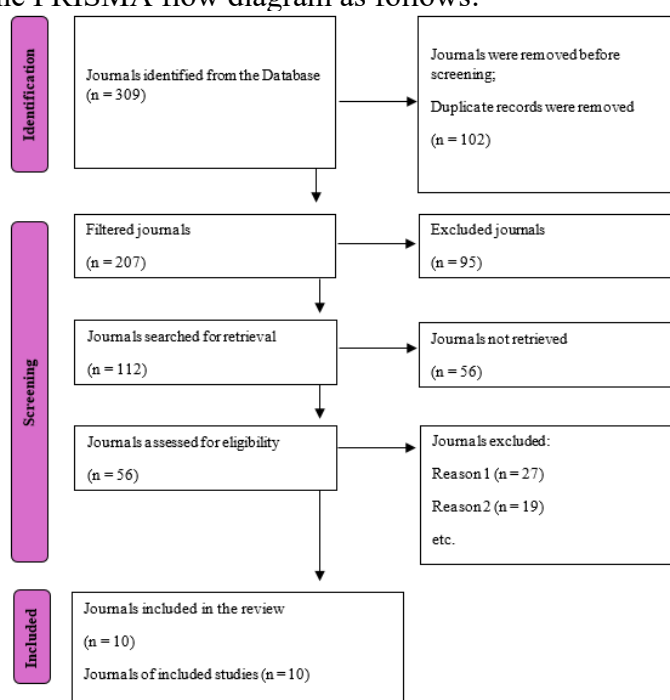 he PRISMA flow diagram as follows:
Identification
Journals identified from the Database
(n = 309)
Journals were removed before
screening;
Duplicate records were removed
(n = 102)
Screening
Filtered journals
(n = 207)
Excluded journals
(n = 95)
Journals searched for retrieval
(n = 112)
Journals not retrieved
(n = 56)
Journals assessed for eligibility
(n = 56)
Journals excluded:
Reason 1 (n = 27)
Reason 2 (n = 19)
etc.
Included
Journals included in the review
(n = 10)
Journals of included studies (n = 10)